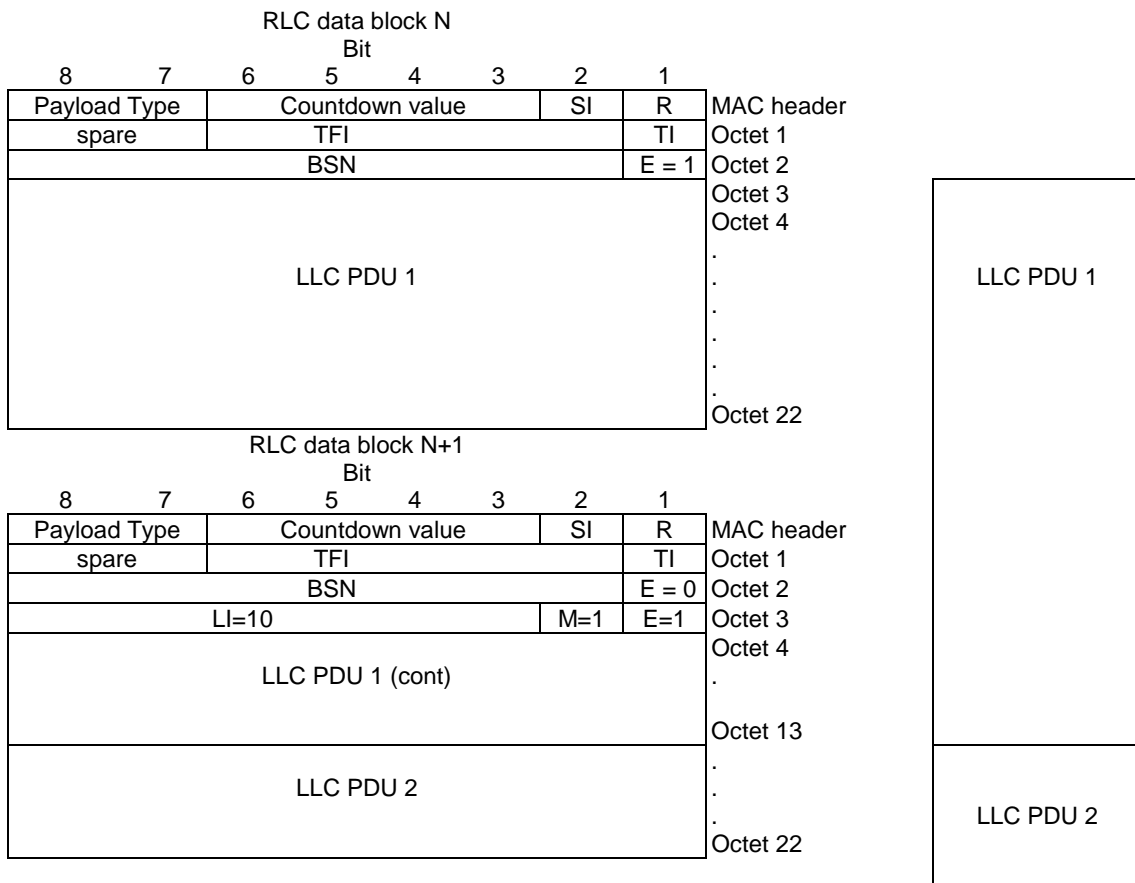 RLC data block N
Bit
8 7 6 5 4 3 2 1
Payload Type Countdown value SI R MAC header
spare TFI TI Octet 1
BSN E = 1 Octet 2
Octet 3
Octet 4
.
LLC PDU 1 . LLC PDU 1
.
.
.
.
Octet 22
RLC data block N+1
Bit
8 7 6 5 4 3 2 1
Payload Type Countdown value SI R MAC header
spare TFI TI Octet 1
BSN E = 0 Octet 2
LI=10 M=1 E=1 Octet 3
Octet 4
LLC PDU 1 (cont) .
Octet 13
.
LLC PDU 2 .
. LLC PDU 2
Octet 22